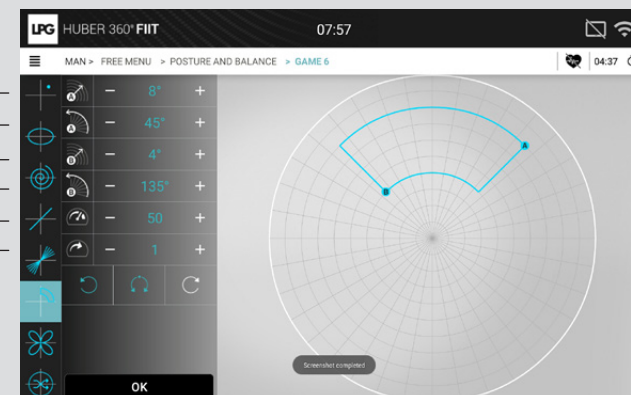 LPG HUBER 360° FIIT 07:57
MAN > FREE MENU > POSTURE AND BALANCE > GAME 6 04:37
A − 8° +
A − 45° +
B − 4° +
B − 135° +
− 50 +
− 1 +
A
B
Screenshot completed
OK